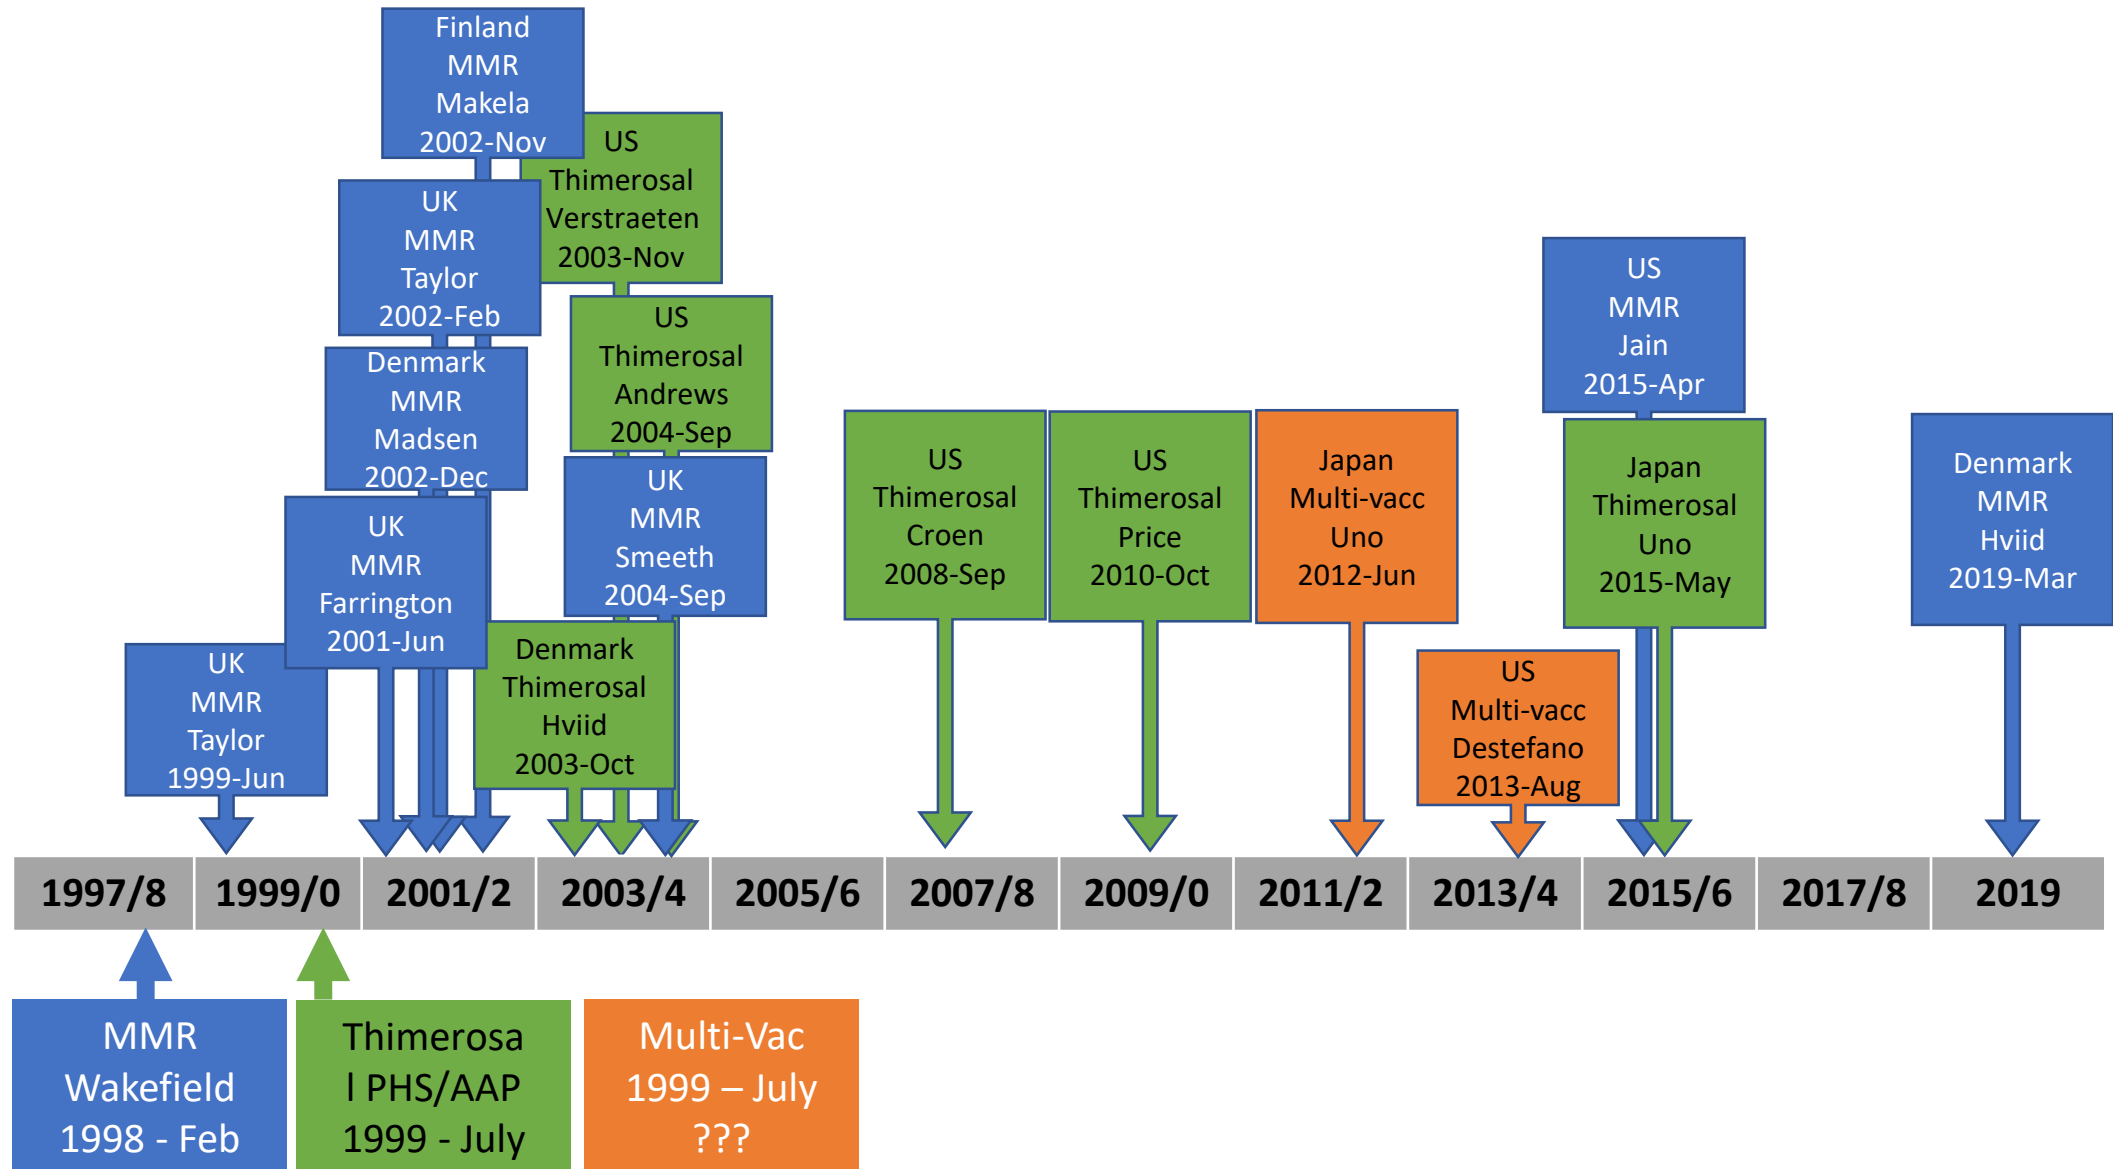 Finland
MMR
Makela
2002-Nov
US
Thimerosal
Verstraeten
2003-Nov
UK
MMR
Taylor
2002-Feb
US
Thimerosal
Andrews
2004-Sep
Denmark
MMR
Madsen
2002-Dec
UK
MMR
Smeeth
2004-Sep
UK
MMR
Farrington
2001-Jun
Denmark
Thimerosal
Hviid
2003-Oct
UK
MMR
Taylor
1999-Jun
US
Thimerosal
Croen
2008-Sep
US
Thimerosal
Price
2010-Oct
Japan
Multi-vacc
Uno
2012-Jun
US
Multi-vacc
Destefano
2013-Aug
US
MMR
Jain
2015-Apr
Japan
Thimerosal
Uno
2015-May
Denmark
MMR
Hviid
2019-Mar
1997/8 1999/0 2001/2 2003/4 2005/6 2007/8 2009/0 2011/2 2013/4 2015/6 2017/8 2019
MMR
Wakefield
1998 - Feb
Thimerosa
l PHS/AAP
1999 - July
Multi-Vac
1999 – July
???